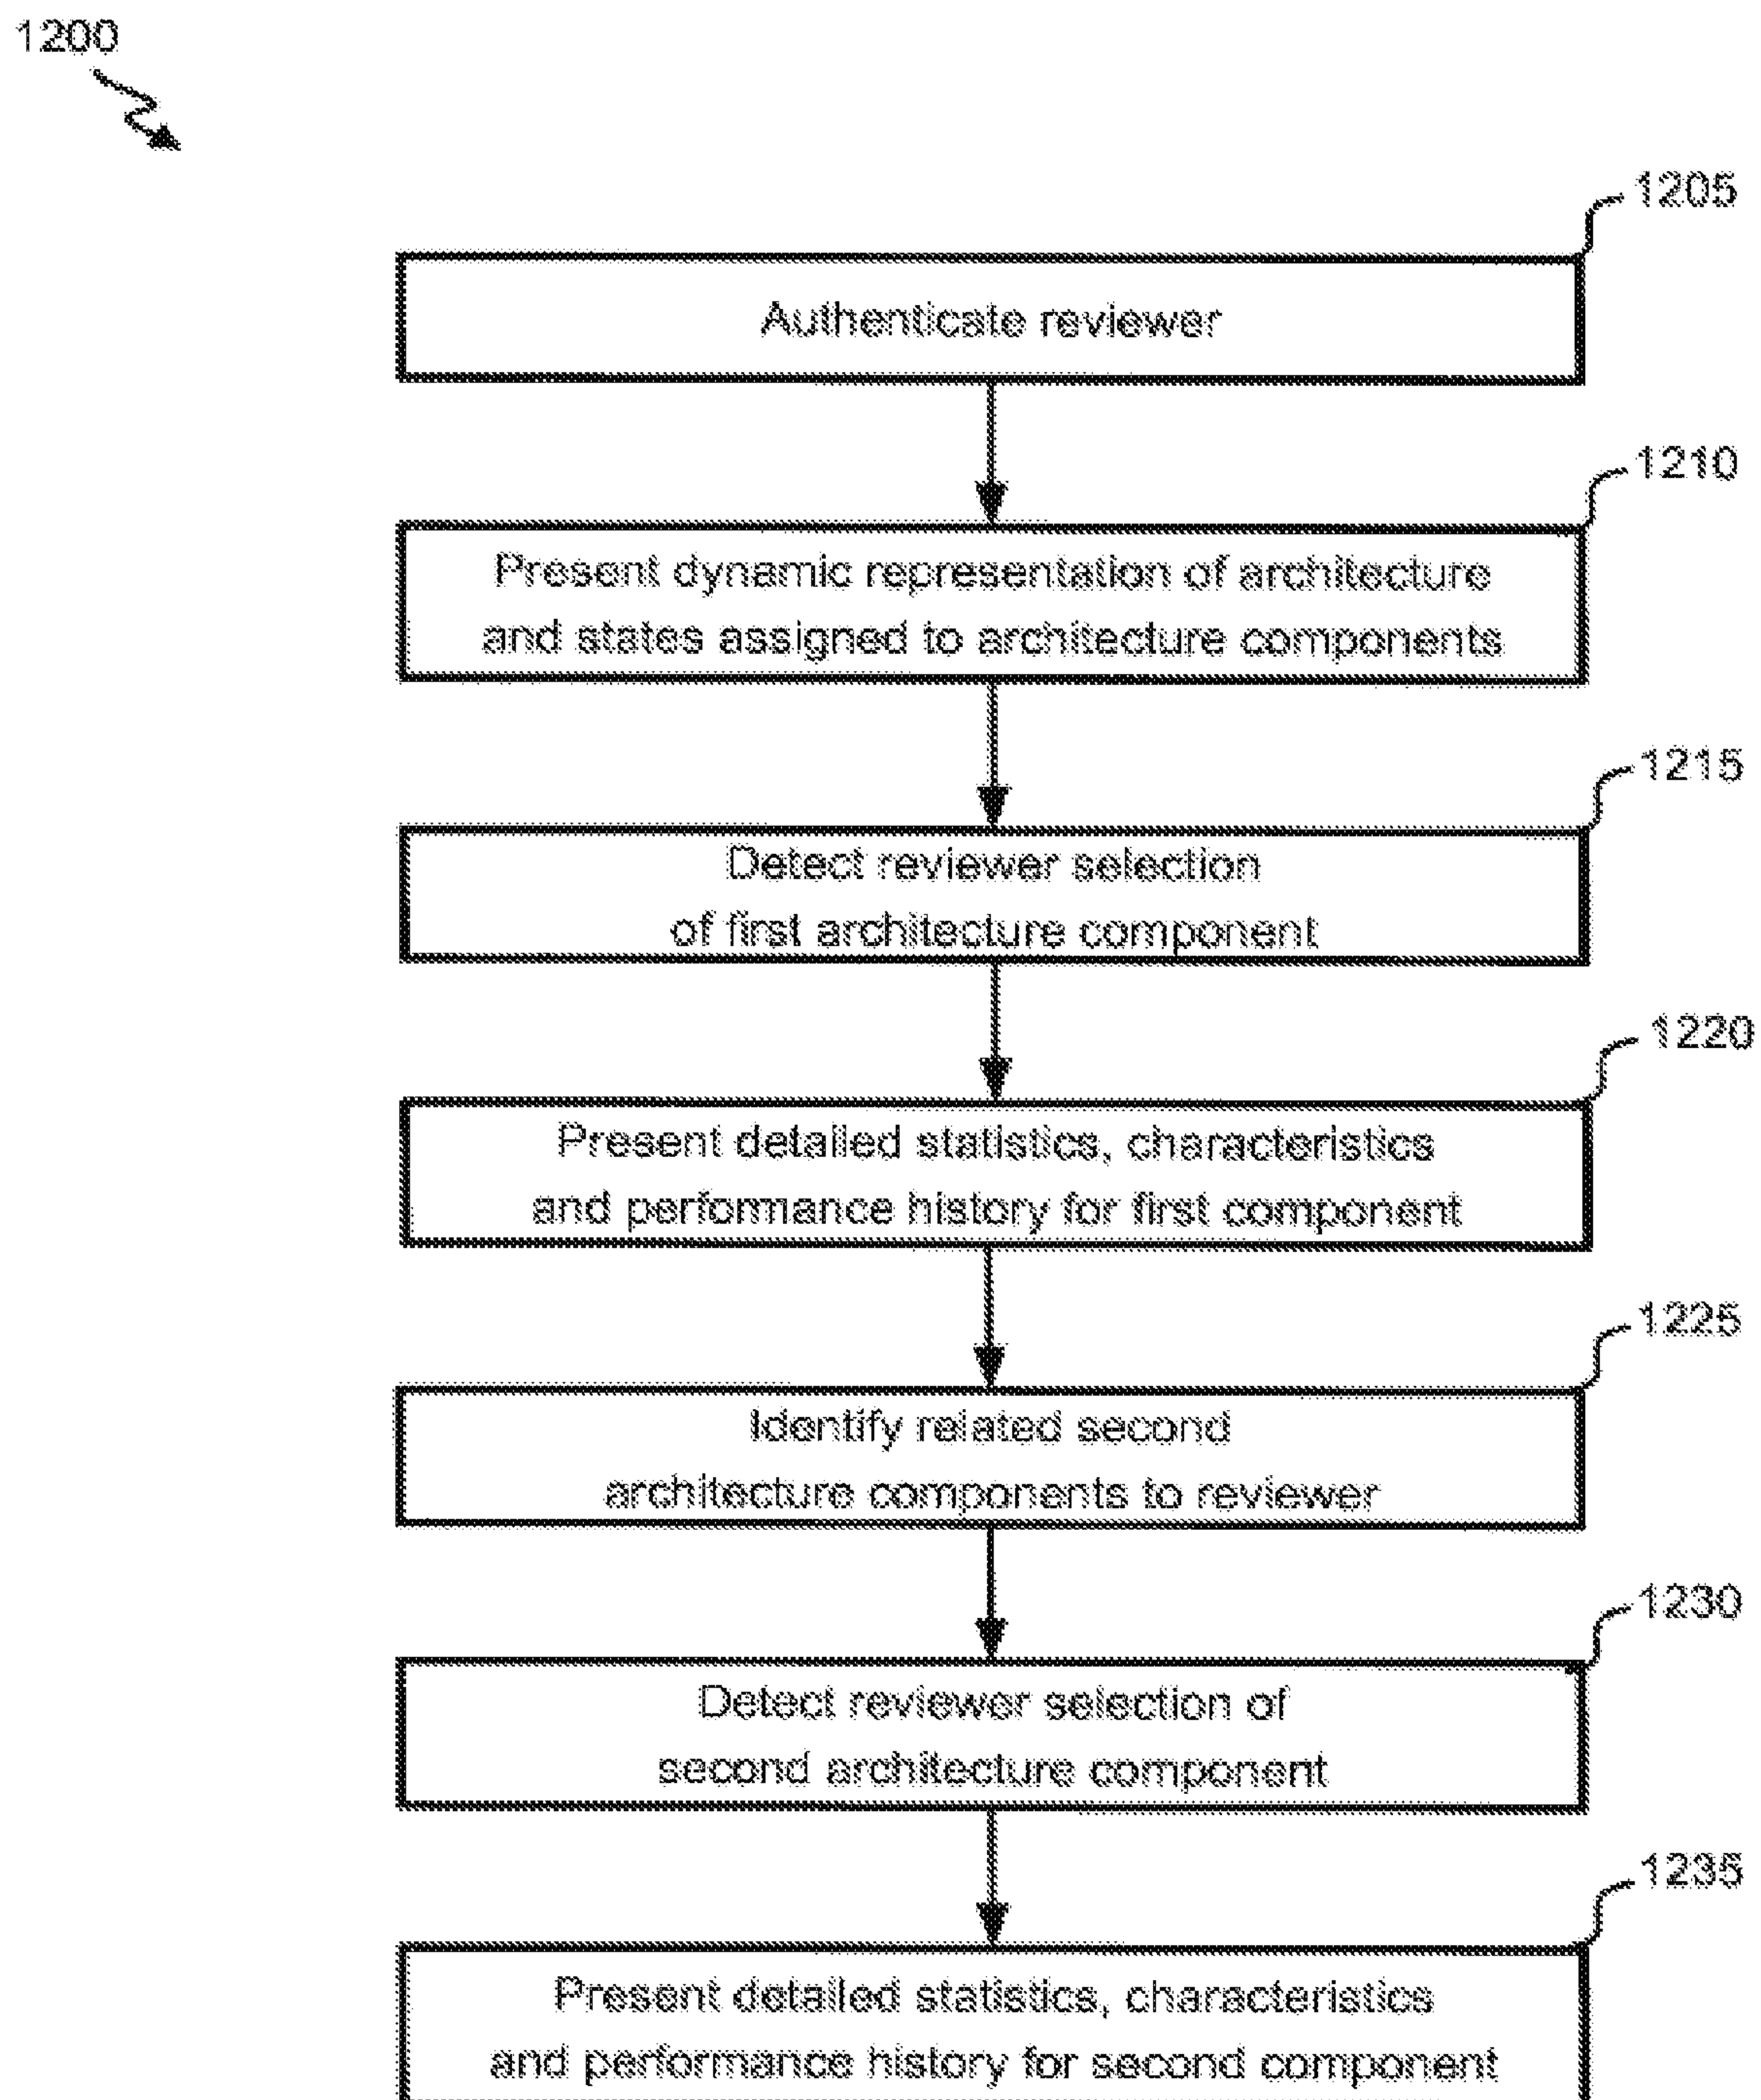 1200
1205
Authenticate reviewer
1210
Present dynamic representation of architecture
and states assigned to architecture components
1215
Detect reviewer selection
of first architecture component
1220
Present detailed statistics, characteristics
and performance history for first component
1225
Identify related second
architecture components to reviewer
1230
Detect reviewer selection of
second architecture component
1235
Present detailed statistics, characteristics
and performance history for second component